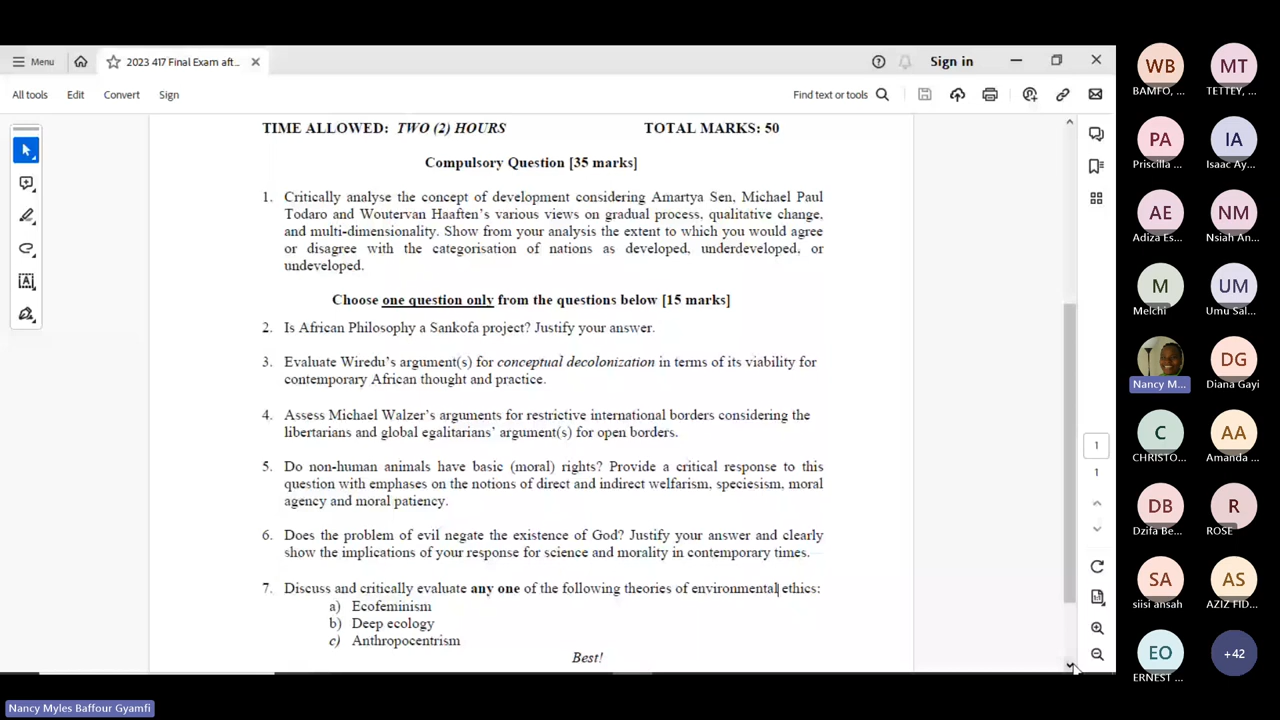 Menu
2023 417 Final Exam aft...
Sign in
All tools
Edit
Convert
Sign
Find text or tools
TIME ALLOWED: TWO (2) HOURS TOTAL MARKS: 50
Compulsory Question [35 marks]
1. Critically analyse the concept of development considering Amartya Sen, Michael Paul
Todaro and Woutervan Haaften's various views on gradual process, qualitative change,
and multi-dimensionality. Show from your analysis the extent to which you would agree
or disagree with the categorisation of nations as developed, underdeveloped, or
undeveloped.
Choose one question only from the questions below [15 marks]
2. Is African Philosophy a Sankofa project? Justify your answer.
3. Evaluate Wiredu's argument(s) for conceptual decolonization in terms of its viability for
contemporary African thought and practice.
4. Assess Michael Walzer's arguments for restrictive international borders considering the
libertarians and global egalitarians' argument(s) for open borders.
5. Do non-human animals have basic (moral) rights? Provide a critical response to this
question with emphases on the notions of direct and indirect welfarism, speciesism, moral
agency and moral patiency.
6. Does the problem of evil negate the existence of God? Justify your answer and clearly
show the implications of your response for science and morality in contemporary times.
7. Discuss and critically evaluate any one of the following theories of environmental ethics:
a) Ecofeminism
b) Deep ecology
c) Anthropocentrism
Best!
1
1
WB
BAMFO, ...
MT
TETTEY, ...
PA
Priscilla ...
IA
Isaac Ay...
AE
Adiza Es...
NM
Nsiah An...
M
Melchi
UM
Umu Sal...
Nancy M...
DG
Diana Gayi
C
CHRISTO...
AA
Amanda ...
DB
Dzifa Be...
R
ROSE
SA
siisi ansah
AS
AZIZ FID...
EO
ERNEST ...
+42
Nancy Myles Baffour Gyamfi